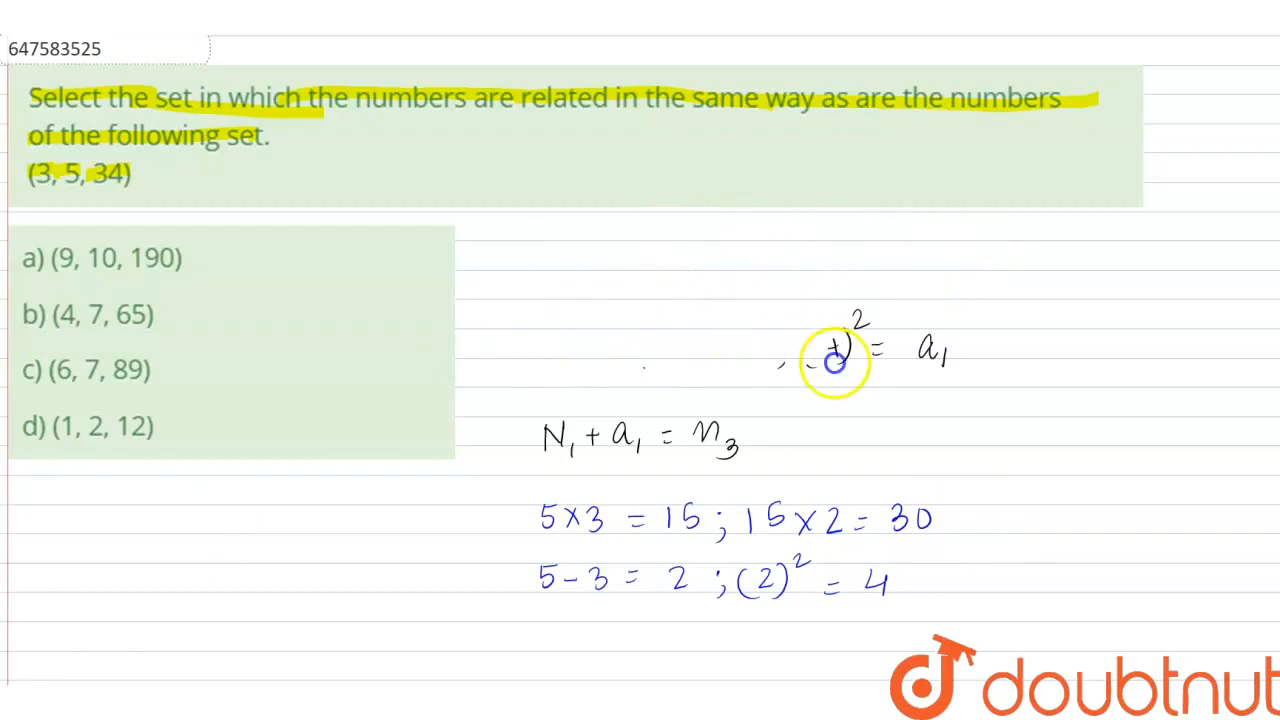 647583525
Select the set in which the numbers are related in the same way as are the numbers
of the following set.
(3, 5, 34)
a) (9, 10, 190)
b) (4, 7, 65)
c) (6, 7, 89)
d) (1, 2, 12)
)² = a₁
N₁ + a₁ = n₃
5×3 = 15 ; 15×2 = 30
5-3 = 2 ; (2)² = 4
doubtnut